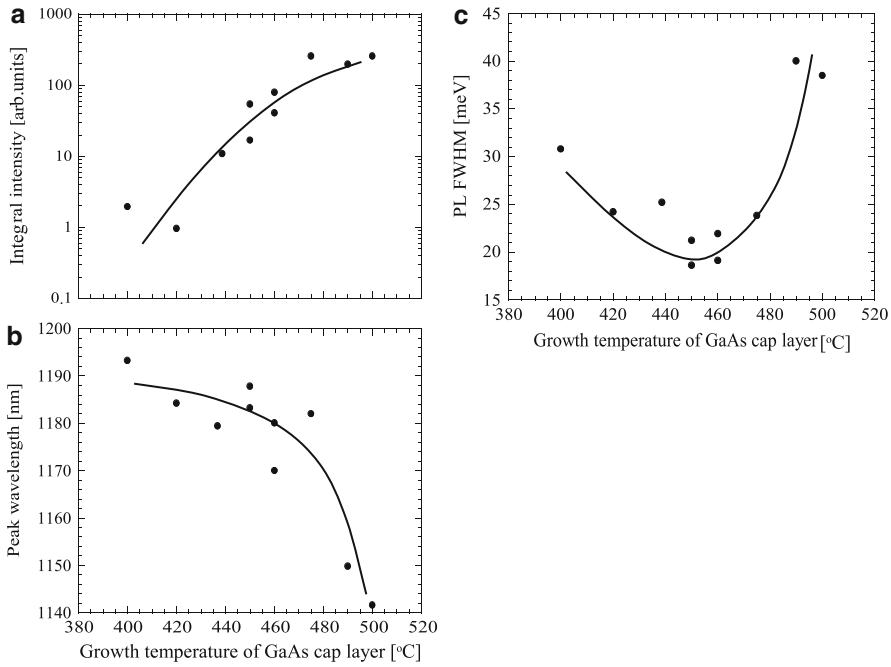 a
1000
100
10
1
0.1
Integral intensity [arb.units]
b
1200
1190
1180
1170
1160
1150
1140
Peak wavelength [nm]
380 400 420 440 460 480 500 520
Growth temperature of GaAs cap layer [°C]
c
45
40
35
30
25
20
15
PL FWHM [meV]
380 400 420 440 460 480 500 520
Growth temperature of GaAs cap layer [°C]